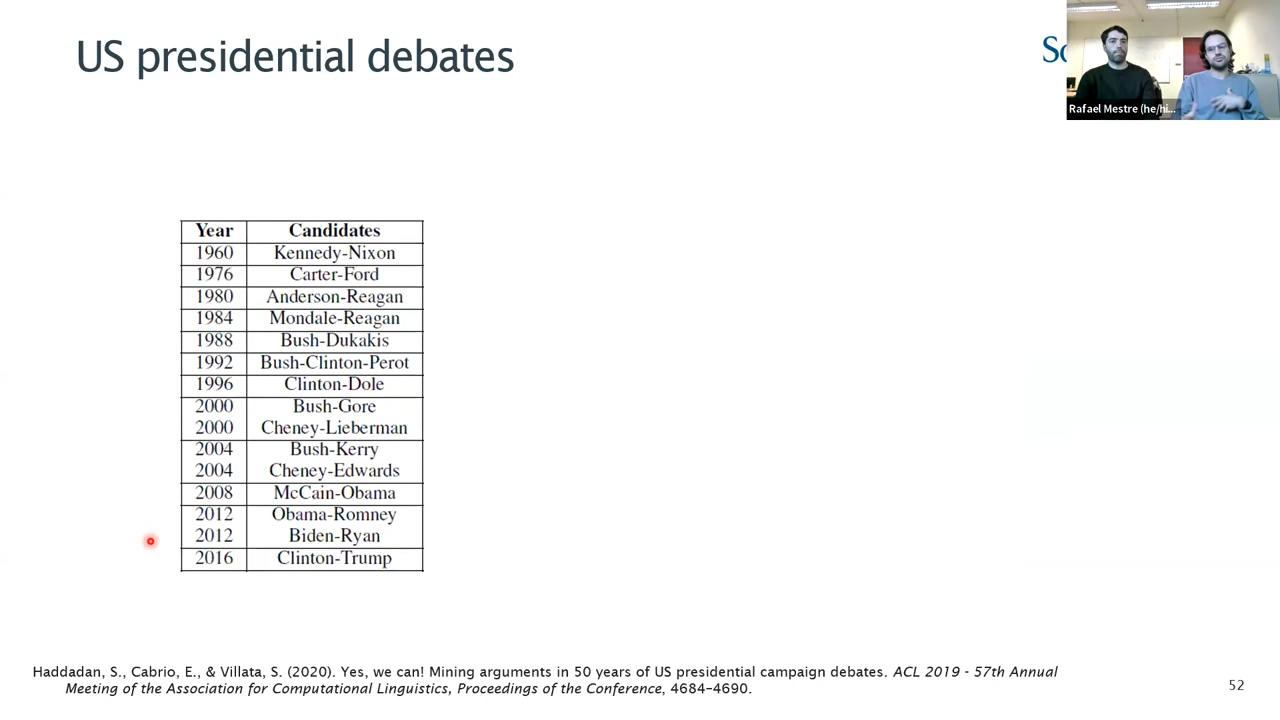 US presidential debates
So
Rafael Mestre (he/hi...
Year Candidates
1960 Kennedy-Nixon
1976 Carter-Ford
1980 Anderson-Reagan
1984 Mondale-Reagan
1988 Bush-Dukakis
1992 Bush-Clinton-Perot
1996 Clinton-Dole
2000 Bush-Gore
2000 Cheney-Lieberman
2004 Bush-Kerry
2004 Cheney-Edwards
2008 McCain-Obama
2012 Obama-Romney
2012 Biden-Ryan
2016 Clinton-Trump
Haddadan, S., Cabrio, E., & Villata, S. (2020). Yes, we can! Mining arguments in 50 years of US presidential campaign debates. ACL 2019 - 57th Annual
Meeting of the Association for Computational Linguistics, Proceedings of the Conference, 4684–4690.
52